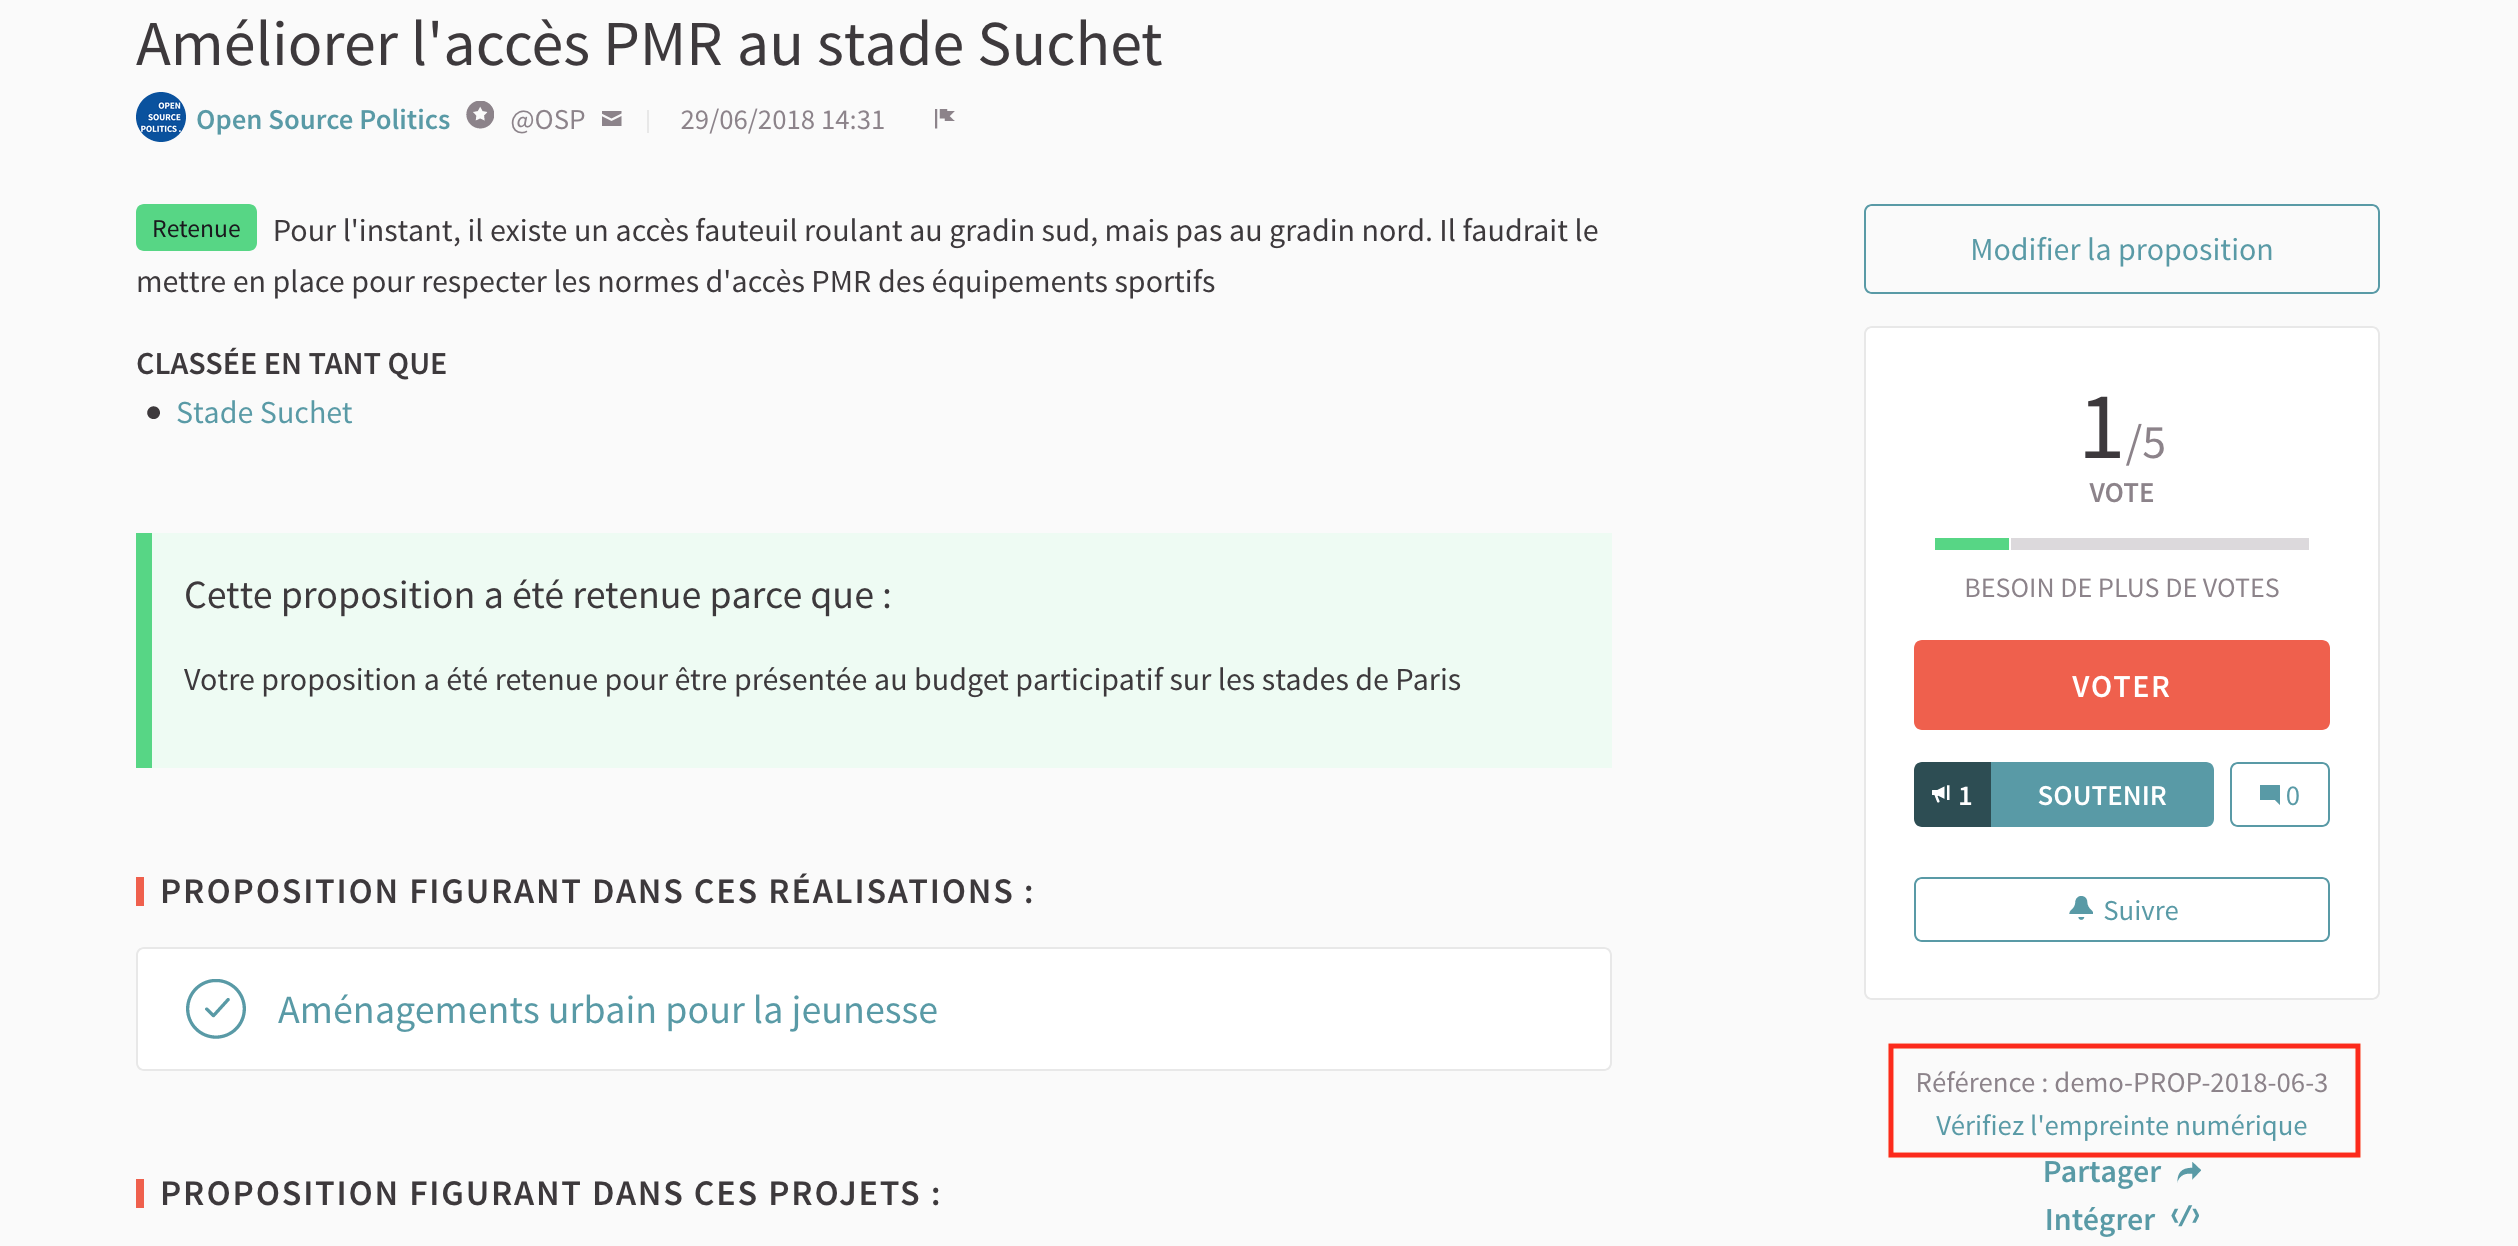 Améliorer l'accès PMR au stade Suchet
OPEN
SOURCE
POLITICS
Open Source Politics @OSP 29/06/2018 14:31
Retenue Pour l'instant, il existe un accès fauteuil roulant au gradin sud, mais pas au gradin nord. Il faudrait le
mettre en place pour respecter les normes d'accès PMR des équipements sportifs
CLASSÉE EN TANT QUE
• Stade Suchet
Cette proposition a été retenue parce que :
Votre proposition a été retenue pour être présentée au budget participatif sur les stades de Paris
PROPOSITION FIGURANT DANS CES RÉALISATIONS :
Aménagements urbain pour la jeunesse
PROPOSITION FIGURANT DANS CES PROJETS :
Modifier la proposition
1/5
VOTE
BESOIN DE PLUS DE VOTES
VOTER
1 SOUTENIR 0
Suivre
Référence : demo-PROP-2018-06-3
Vérifiez l'empreinte numérique
Partager
Intégrer